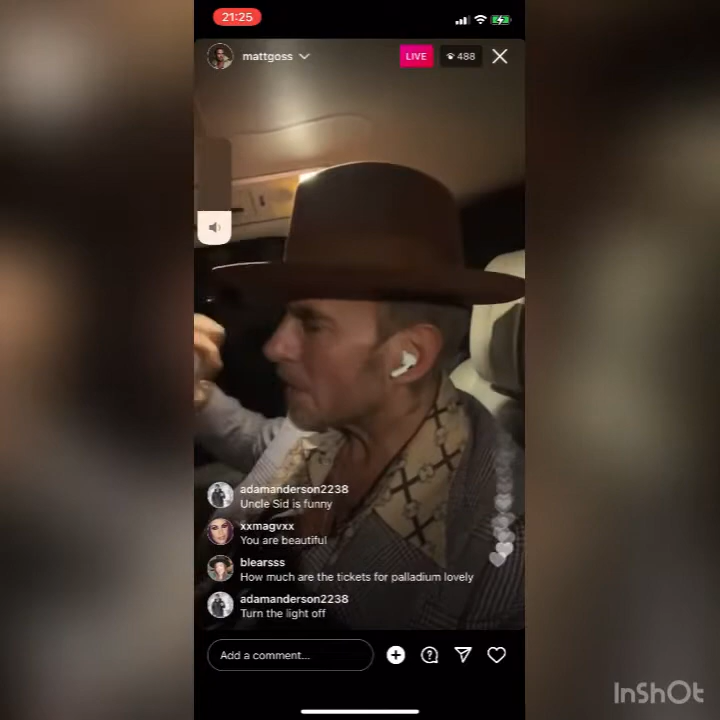 21:25
mattgoss
LIVE
488
adamanderson2238
Uncle Sid is funny
xxmagvxx
You are beautiful
blearsss
How much are the tickets for palladium lovely
adamanderson2238
Turn the light off
Add a comment...
InShOt